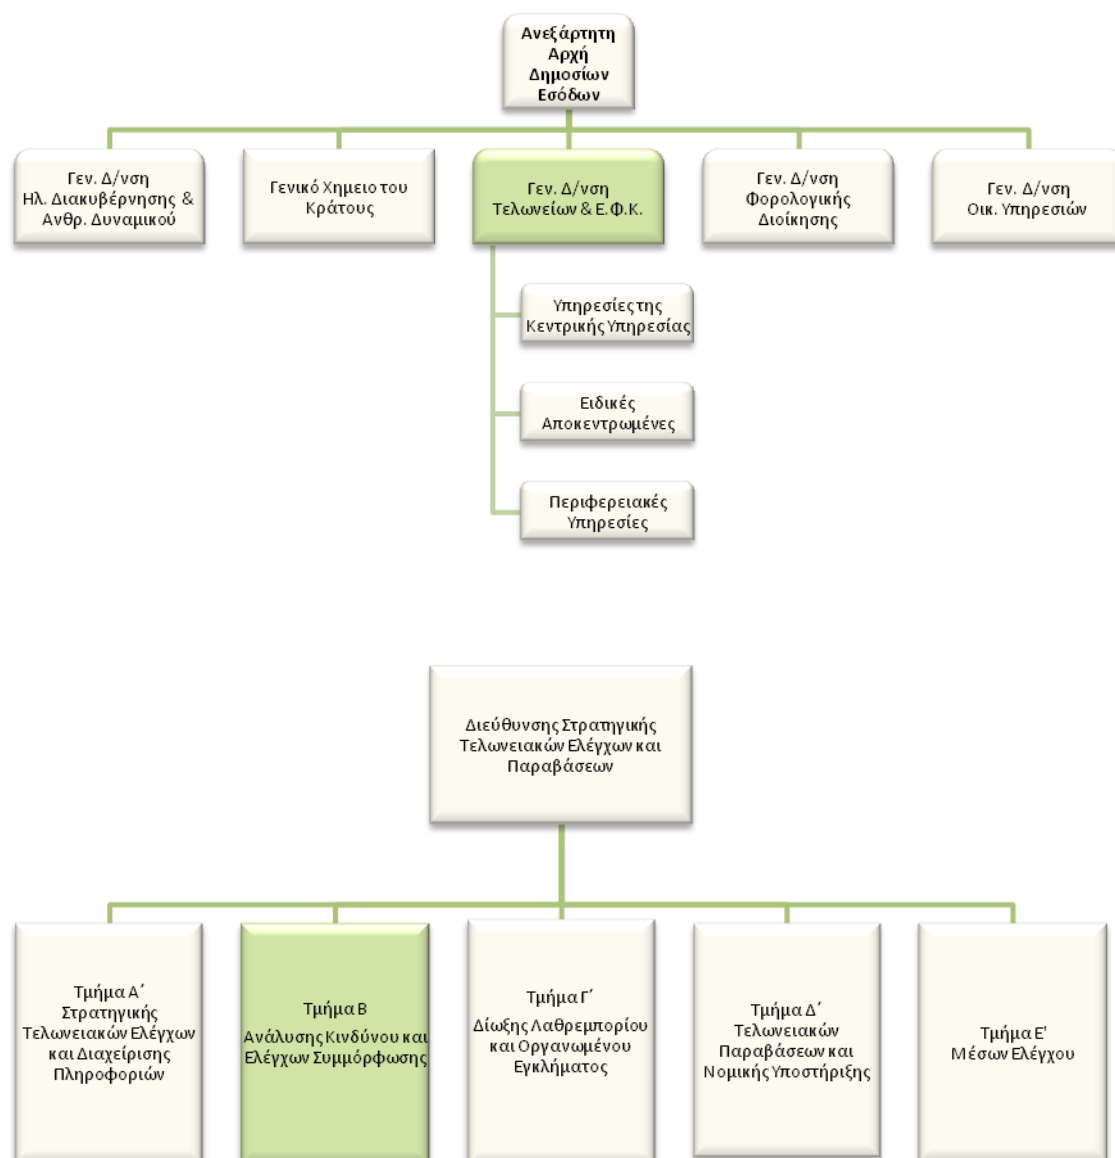 Ανεξάρτητη
Αρχή
Δημοσίων
Εσόδων
Γεν. Δ/νση
Ηλ. Διακυβέρνησης &
Ανθρ. Δυναμικού
Γενικό Χημειο του
Κράτους
Γεν. Δ/νση
Τελωνείων & Ε.Φ.Κ.
Γεν. Δ/νση
Φορολογικής
Διοίκησης
Γεν. Δ/νση
Οικ. Υπηρεσιών
Υπηρεσίες της
Κεντρικής Υπηρεσίας
Ειδικές
Αποκεντρωμένες
Περιφερειακές
Υπηρεσίες
Διεύθυνσης Στρατηγικής
Τελωνειακών Ελέγχων και
Παραβάσεων
Τμήμα Α΄
Στρατηγικής
Τελωνειακών Ελέγχων
και Διαχείρισης
Πληροφοριών
Τμήμα Β
Ανάλυσης Κινδύνου και
Ελέγχων Συμμόρφωσης
Τμήμα Γ΄
Δίωξης Λαθρεμπορίου
και Οργανωμένου
Εγκλήματος
Τμήμα Δ΄
Τελωνειακών
Παραβάσεων και
Νομικής Υποστήριξης
Τμήμα Ε'
Μέσων Ελέγχου